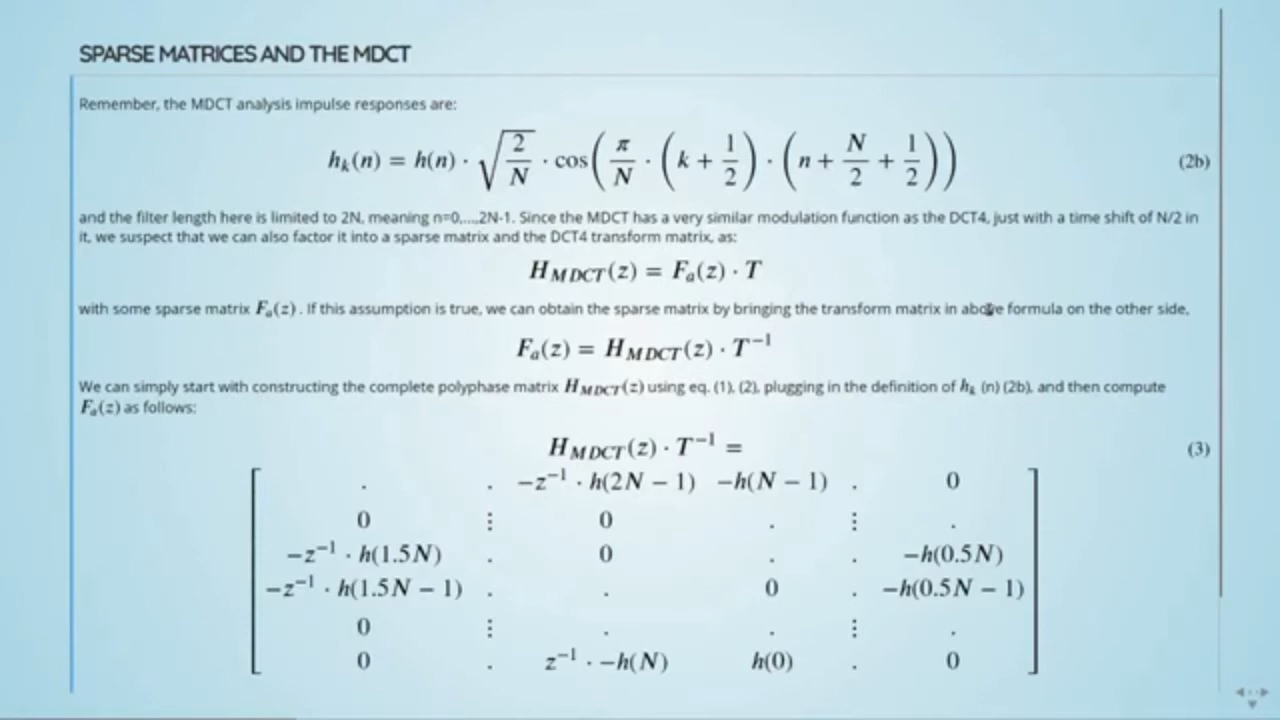 SPARSE MATRICES AND THE MDCT
Remember, the MDCT analysis impulse responses are:
h_k(n) = h(n) · √(2/N) · cos(π/N · (k + 1/2) · (n + N/2 + 1/2)) (2b)
and the filter length here is limited to 2N, meaning n=0,...,2N-1. Since the MDCT has a very similar modulation function as the DCT4, just with a time shift of N/2 in
it, we suspect that we can also factor it into a sparse matrix and the DCT4 transform matrix, as:
H_MDCT(z) = F_a(z) · T
with some sparse matrix F_a(z). If this assumption is true, we can obtain the sparse matrix by bringing the transform matrix in above formula on the other side,
F_a(z) = H_MDCT(z) · T^−1
We can simply start with constructing the complete polyphase matrix H_MDCT(z) using eq. (1), (2), plugging in the definition of h_k (n) (2b), and then compute
F_a(z) as follows:
H_MDCT(z) · T^−1 = (3)
. . −z^−1 · h(2N − 1) −h(N − 1) . 0
0 ⋮ 0 . ⋮ .
−z^−1 · h(1.5N) . 0 . . −h(0.5N)
−z^−1 · h(1.5N − 1) . . 0 . −h(0.5N − 1)
0 ⋮ . . ⋮ .
0 . z^−1 · −h(N) h(0) . 0